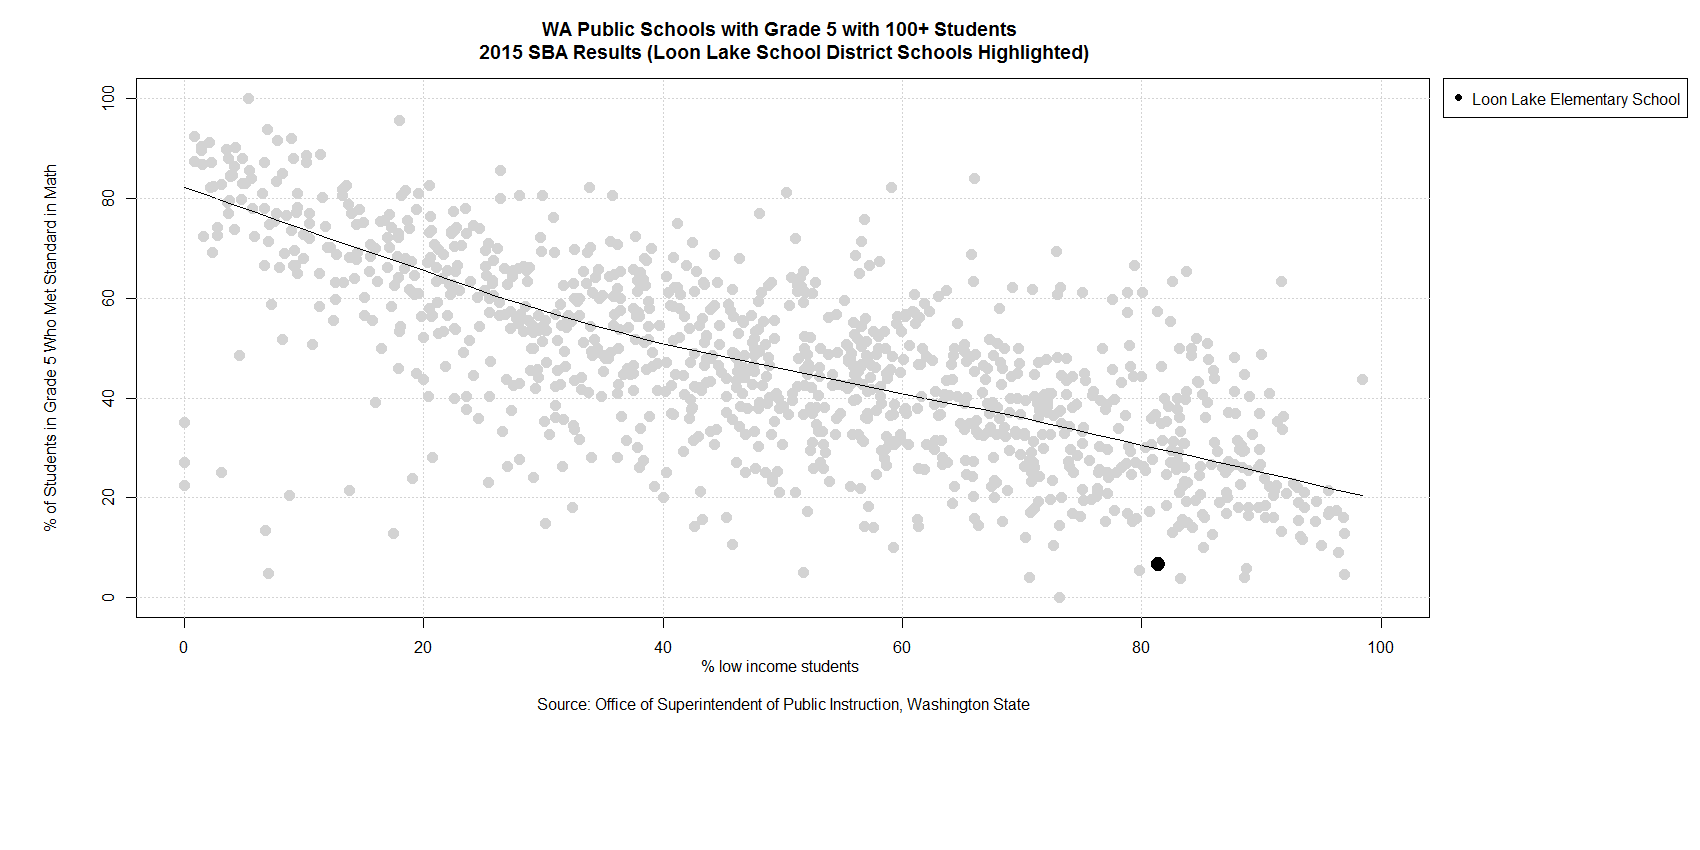 WA Public Schools with Grade 5 with 100+ Students
2015 SBA Results (Loon Lake School District Schools Highlighted)
% of Students in Grade 5 Who Met Standard in Math
100
80
60
40
20
0
0 20 40 60 80 100
% low income students
Source: Office of Superintendent of Public Instruction, Washington State
Loon Lake Elementary School